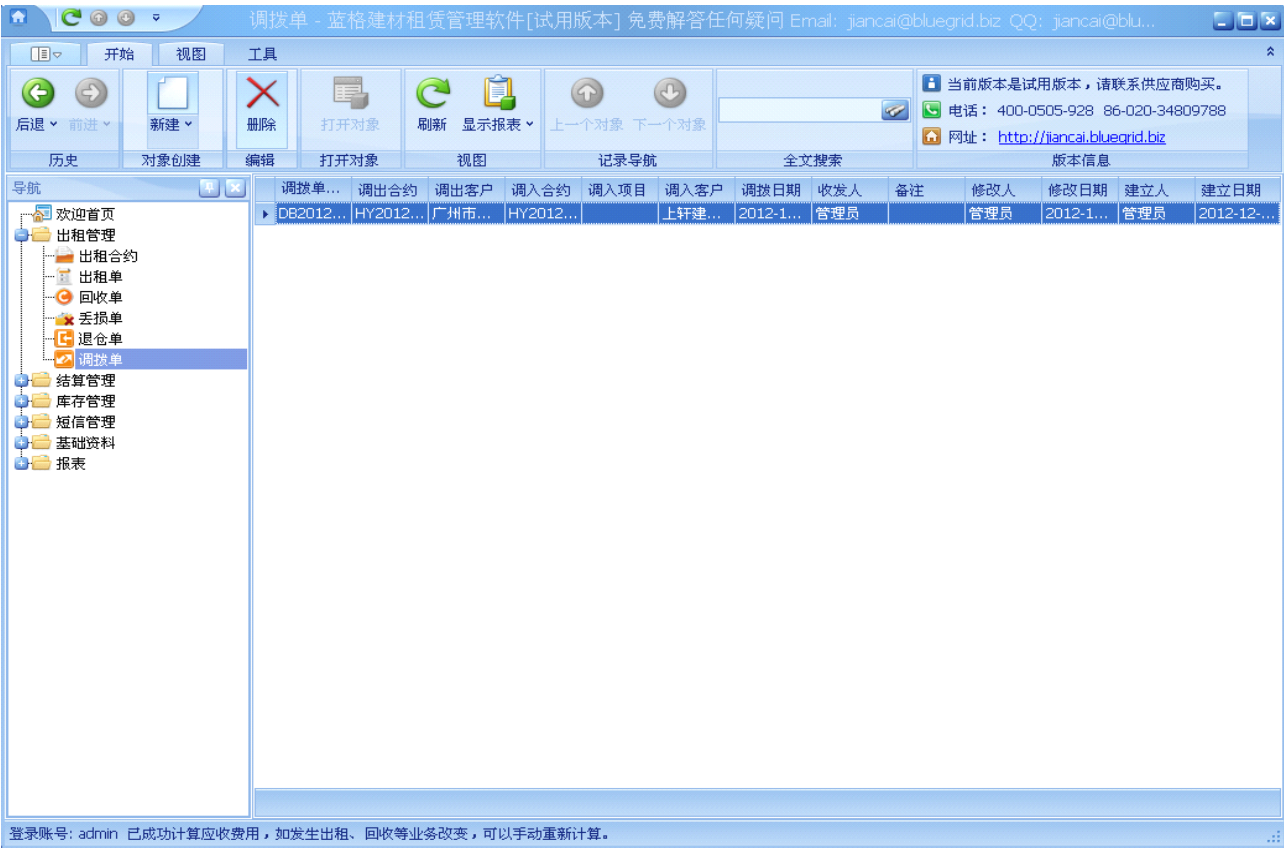 调拨单 - 蓝格建材租赁管理软件[试用版本] 免费解答任何疑问 Email: jiancai@bluegrid.biz QQ: jiancai@blu...
开始 视图 工具
后退 前进 新建 删除 打开对象 刷新 显示报表 上一个对象 下一个对象
当前版本是试用版本，请联系供应商购买。
电话： 400-0505-928 86-020-34809788
网址： http://jiancai.bluegrid.biz
历史 对象创建 编辑 打开对象 视图 记录导航 全文搜索 版本信息
导航
欢迎首页
出租管理
出租合约
出租单
回收单
丢损单
退仓单
调拨单
结算管理
库存管理
短信管理
基础资料
报表
调拨单... 调出合约 调出客户 调入合约 调入项目 调入客户 调拨日期 收发人 备注 修改人 修改日期 建立人 建立日期
DB2012... HY2012... 广州市... HY2012... 上轩建... 2012-1... 管理员 管理员 2012-1... 管理员 2012-12-...
登录账号: admin 已成功计算应收费用，如发生出租、回收等业务改变，可以手动重新计算。